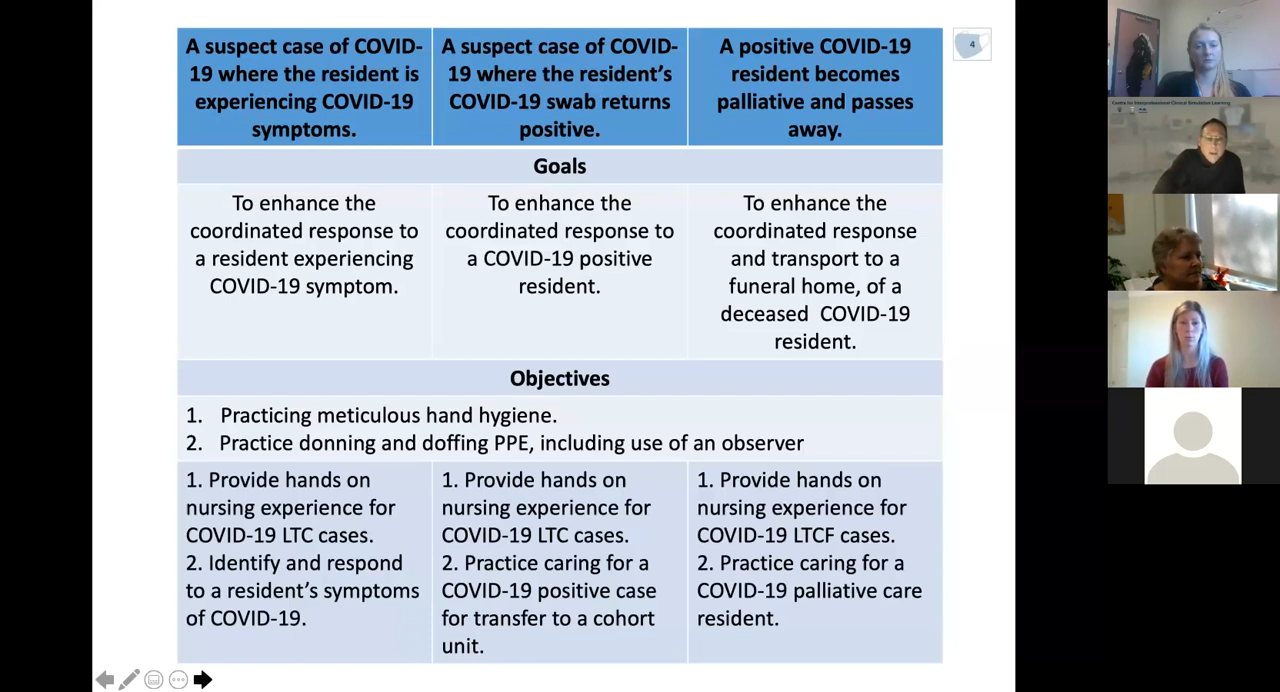 A suspect case of COVID-
19 where the resident is
experiencing COVID-19
symptoms.
A suspect case of COVID-
19 where the resident's
COVID-19 swab returns
positive.
A positive COVID-19
resident becomes
palliative and passes
away.
4
Goals
To enhance the
coordinated response to
a resident experiencing
COVID-19 symptom.
To enhance the
coordinated response to
a COVID-19 positive
resident.
To enhance the
coordinated response
and transport to a
funeral home, of a
deceased COVID-19
resident.
Objectives
1. Practicing meticulous hand hygiene.
2. Practice donning and doffing PPE, including use of an observer
1. Provide hands on
nursing experience for
COVID-19 LTC cases.
2. Identify and respond
to a resident's symptoms
of COVID-19.
1. Provide hands on
nursing experience for
COVID-19 LTC cases.
2. Practice caring for a
COVID-19 positive case
for transfer to a cohort
unit.
1. Provide hands on
nursing experience for
COVID-19 LTCF cases.
2. Practice caring for a
COVID-19 palliative care
resident.
Centre for Interprofessional Clinical Simulation Learning